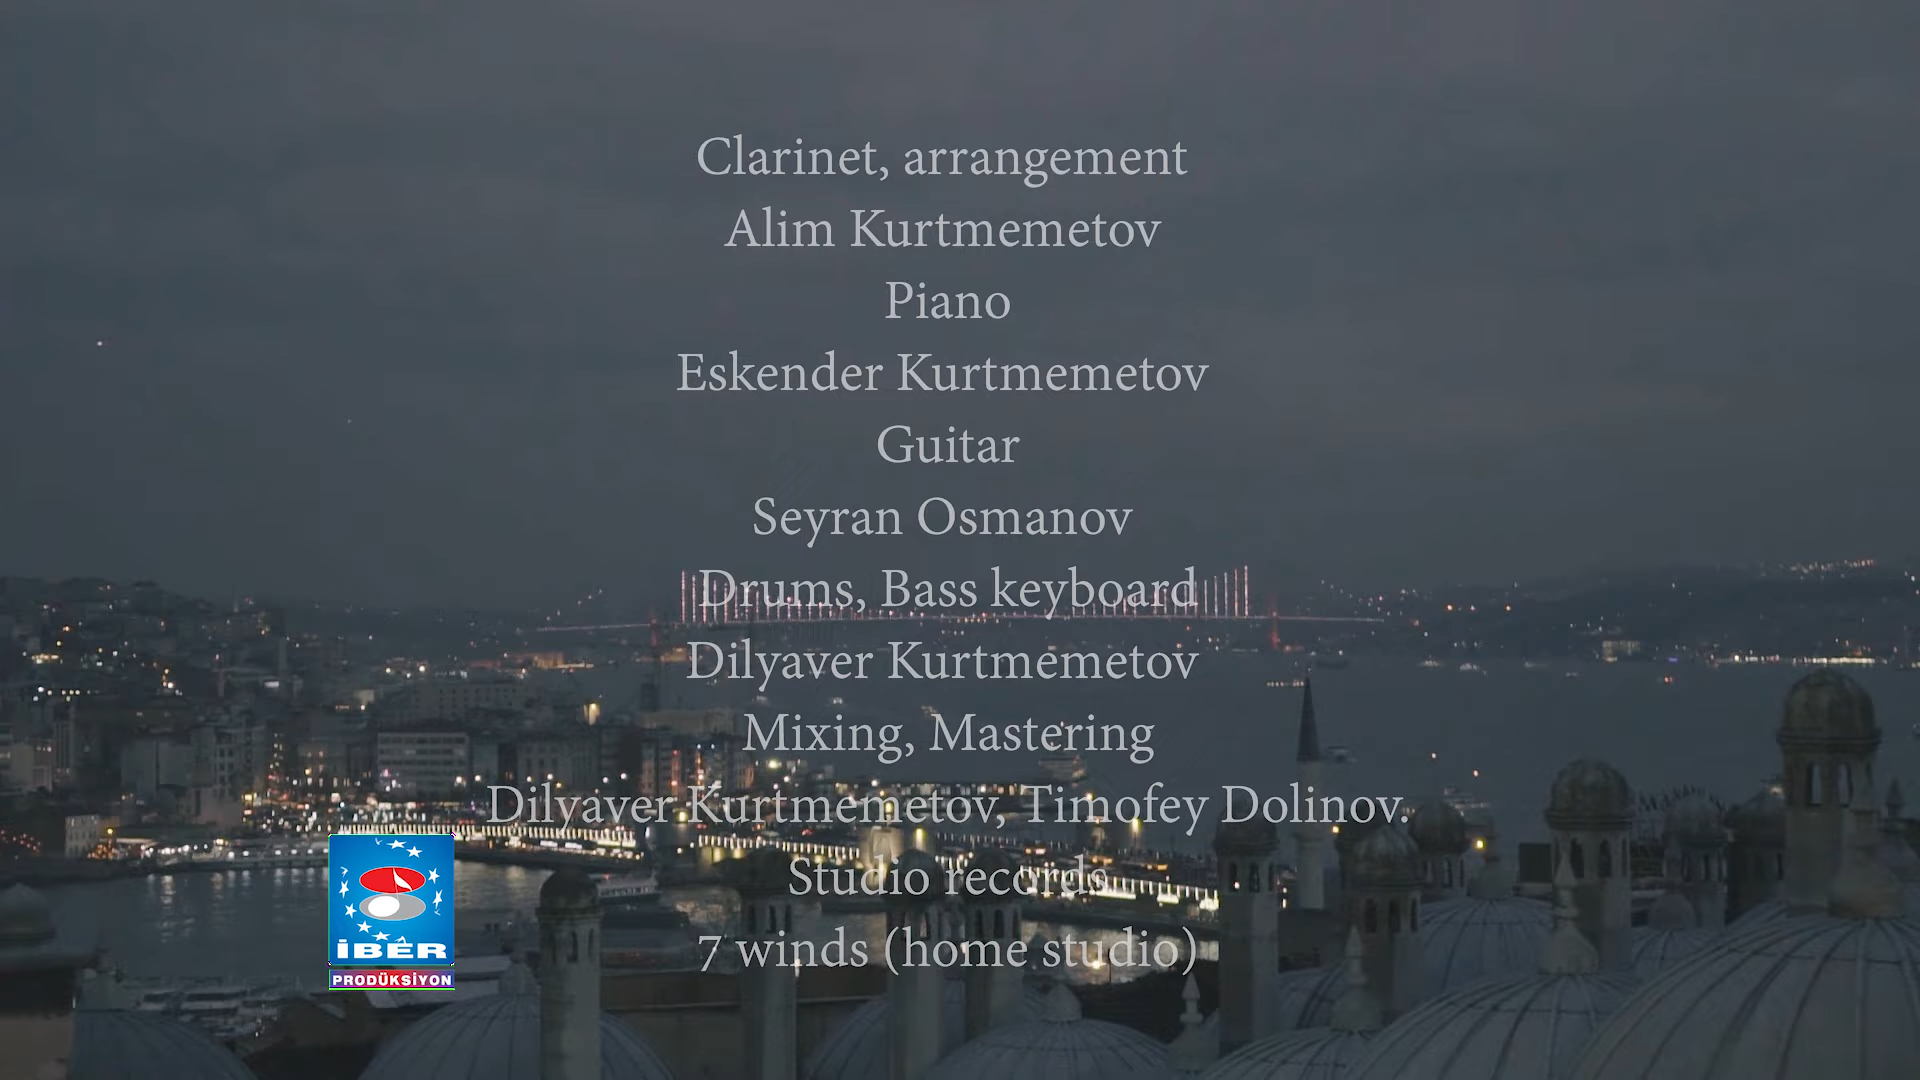 Clarinet, arrangement
Alim Kurtmemetov
Piano
Eskender Kurtmemetov
Guitar
Seyran Osmanov
Drums, Bass keyboard
Dilyaver Kurtmemetov
Mixing, Mastering
Dilyaver Kurtmemetov, Timofey Dolinov.
Studio records
7 winds (home studio)
İBÊR
PRODÜKSİYON